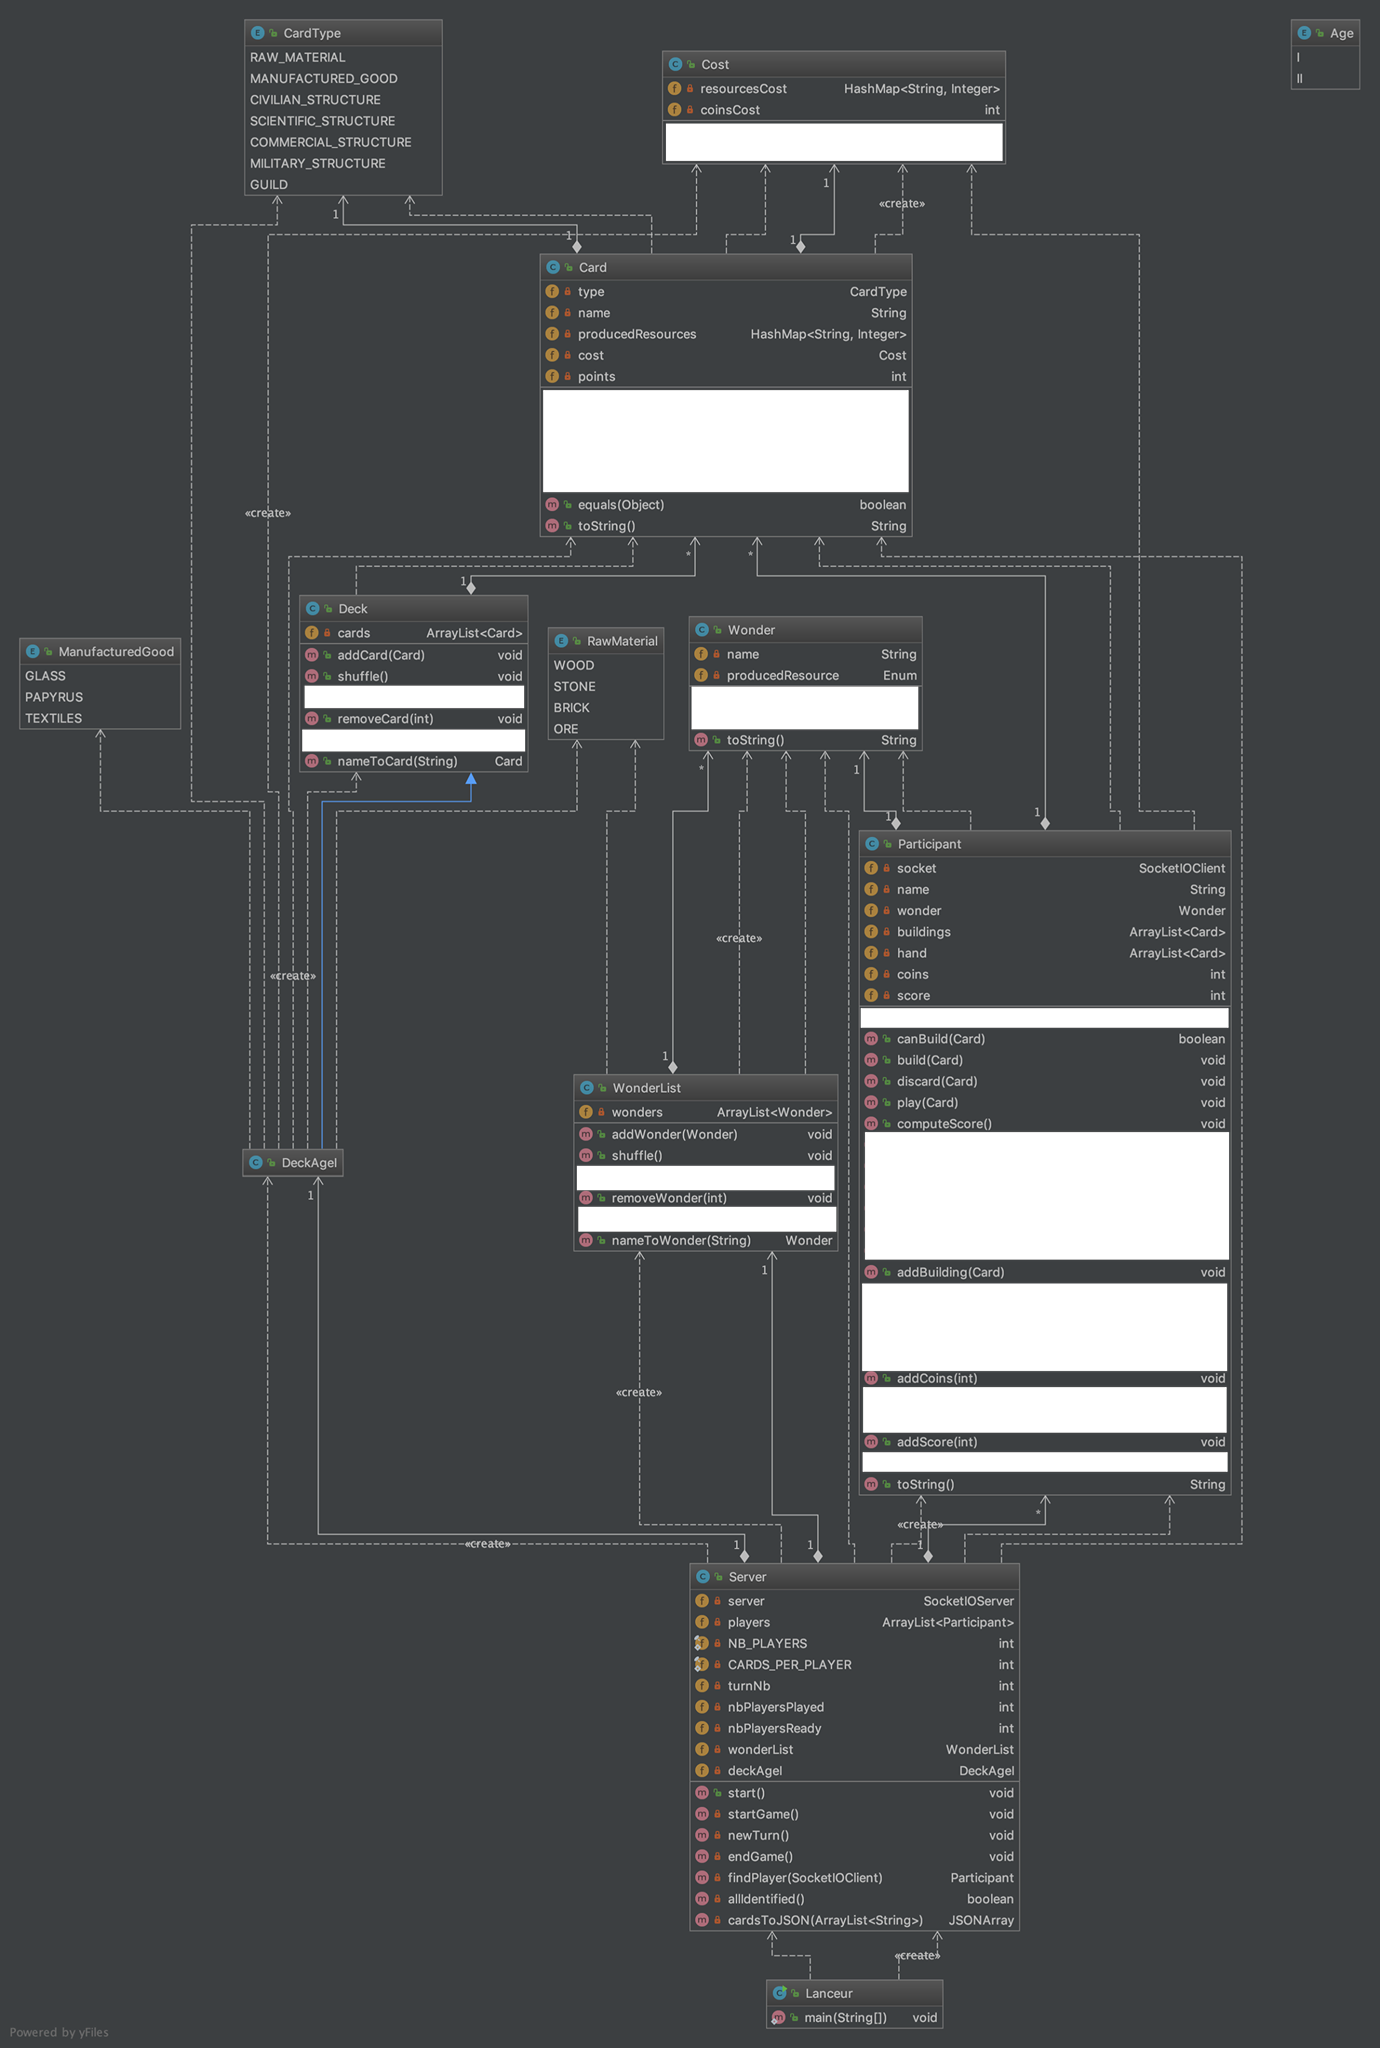 CardType
RAW_MATERIAL
MANUFACTURED_GOOD
CIVILIAN_STRUCTURE
SCIENTIFIC_STRUCTURE
COMMERCIAL_STRUCTURE
MILITARY_STRUCTURE
GUILD
Cost
resourcesCost HashMap<String, Integer>
coinsCost int
Age
I
II
1
1
1
1
«create»
Card
type CardType
name String
producedResources HashMap<String, Integer>
cost Cost
points int
equals(Object) boolean
toString() String
«create»
*
*
1
Deck
cards ArrayList<Card>
addCard(Card) void
shuffle() void
removeCard(int) void
nameToCard(String) Card
ManufacturedGood
GLASS
PAPYRUS
TEXTILES
RawMaterial
WOOD
STONE
BRICK
ORE
Wonder
name String
producedResource Enum
toString() String
*
1
1
1
Participant
socket SocketIOClient
name String
wonder Wonder
buildings ArrayList<Card>
hand ArrayList<Card>
coins int
score int
canBuild(Card) boolean
build(Card) void
discard(Card) void
play(Card) void
computeScore() void
addBuilding(Card) void
addCoins(int) void
addScore(int) void
toString() String
«create»
«create»
1
WonderList
wonders ArrayList<Wonder>
addWonder(Wonder) void
shuffle() void
removeWonder(int) void
nameToWonder(String) Wonder
DeckAgeI
1
1
«create»
*
«create»
«create»
1
1
1
Server
server SocketIOServer
players ArrayList<Participant>
NB_PLAYERS int
CARDS_PER_PLAYER int
turnNb int
nbPlayersPlayed int
nbPlayersReady int
wonderList WonderList
deckAgeI DeckAgeI
start() void
startGame() void
newTurn() void
endGame() void
findPlayer(SocketIOClient) Participant
allIdentified() boolean
cardsToJSON(ArrayList<String>) JSONArray
«create»
Lanceur
main(String[]) void
Powered by yFiles